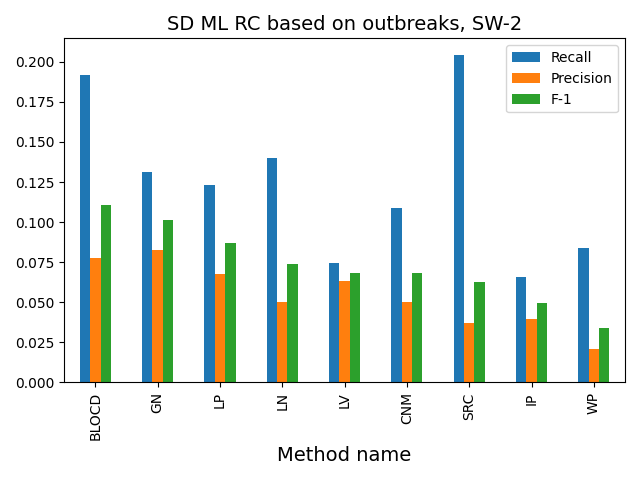 SD ML RC based on outbreaks, SW-2
0.200
0.175
0.150
0.125
0.100
0.075
0.050
0.025
0.000
Recall
Precision
F-1
BLOCD
GN
LP
LN
LV
CNM
SRC
IP
WP
Method name